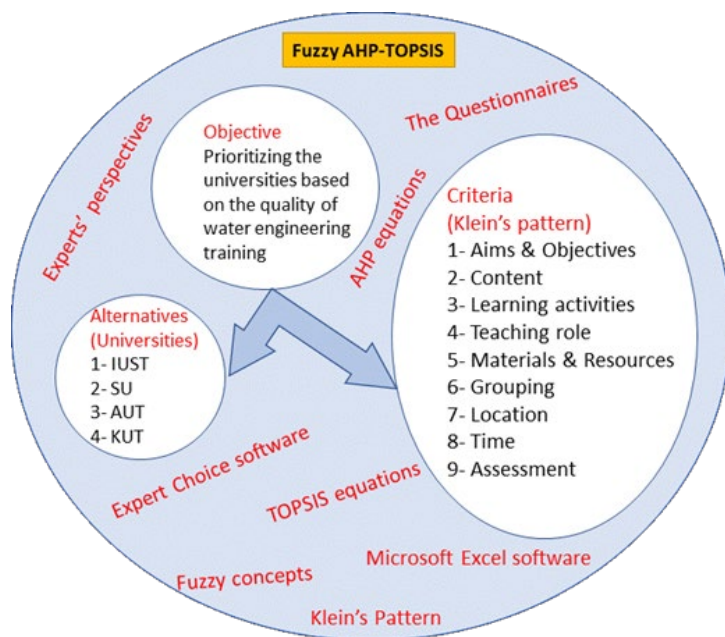 Fuzzy AHP-TOPSIS
The Questionnaires
Experts' perspectives
Objective
Prioritizing the
universities based
on the quality of
water engineering
training
AHP equations
Criteria
(Klein's pattern)
1- Aims & Objectives
2- Content
3- Learning activities
4- Teaching role
5- Materials & Resources
6- Grouping
7- Location
8- Time
9- Assessment
Alternatives
(Universities)
1- IUST
2- SU
3- AUT
4- KUT
Expert Choice software
TOPSIS equations
Microsoft Excel software
Fuzzy concepts
Klein's Pattern